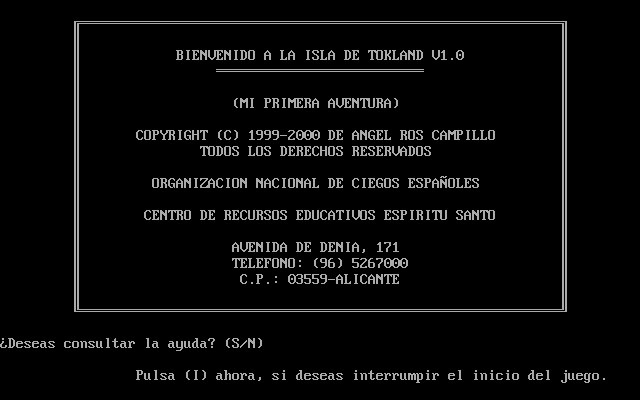 BIENVENIDO A LA ISLA DE TOKLAND V1.0
(MI PRIMERA AVENTURA)
COPYRIGHT (C) 1999-2000 DE ANGEL ROS CAMPILLO
TODOS LOS DERECHOS RESERVADOS
ORGANIZACION NACIONAL DE CIEGOS ESPAÑOLES
CENTRO DE RECURSOS EDUCATIVOS ESPIRITU SANTO
AVENIDA DE DENIA, 171
TELEFONO: (96) 5267000
C.P.: 03559-ALICANTE
¿Deseas consultar la ayuda? (S/N)
Pulsa (I) ahora, si deseas interrumpir el inicio del juego.